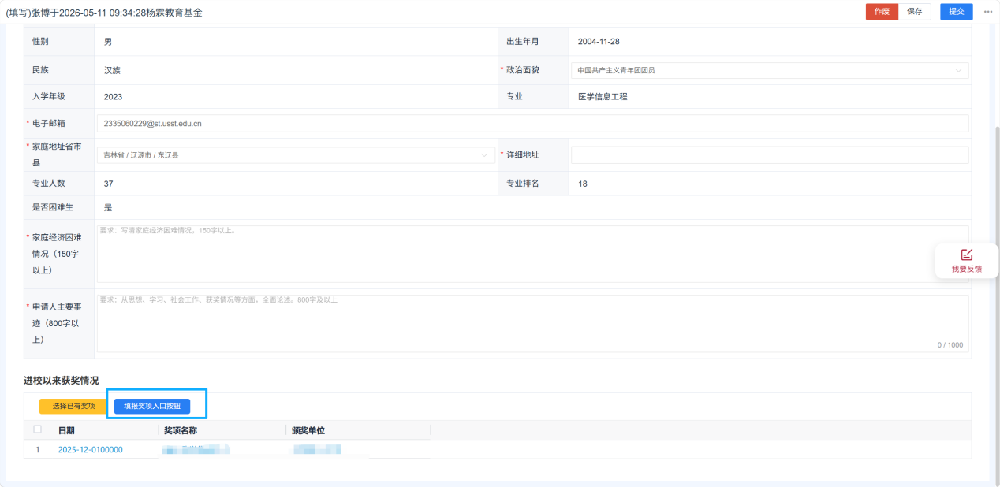 (填写)张博于2026-05-11 09:34:28杨霖教育基金
作废 保存 提交 ···
性别 男 出生年月 2004-11-28
民族 汉族 * 政治面貌 中国共产主义青年团团员
入学年级 2023 专业 医学信息工程
* 电子邮箱 2335060229@st.usst.edu.cn
* 家庭地址省市
县
吉林省 / 辽源市 / 东辽县 * 详细地址
专业人数 37 专业排名 18
是否困难生 是
* 家庭经济困难
情况（150字
以上）
要求：写清家庭经济困难情况，150字以上。
我要反馈
* 申请人主要事
迹（800字以
上）
要求：从思想、学习、社会工作、获奖情况等方面，全面论述。800字及以上
0 / 1000
进校以来获奖情况
选择已有奖项 填报奖项入口按钮
日期 奖项名称 颁奖单位
1 2025-12-0100000